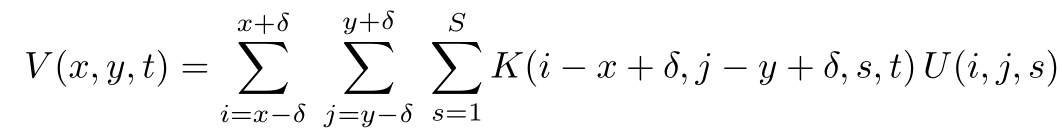 V(x, y, t) = \sum_{i=x-\delta}^{x+\delta} \sum_{j=y-\delta}^{y+\delta} \sum_{s=1}^{S} K(i - x + \delta, j - y + \delta, s, t) U(i, j, s)